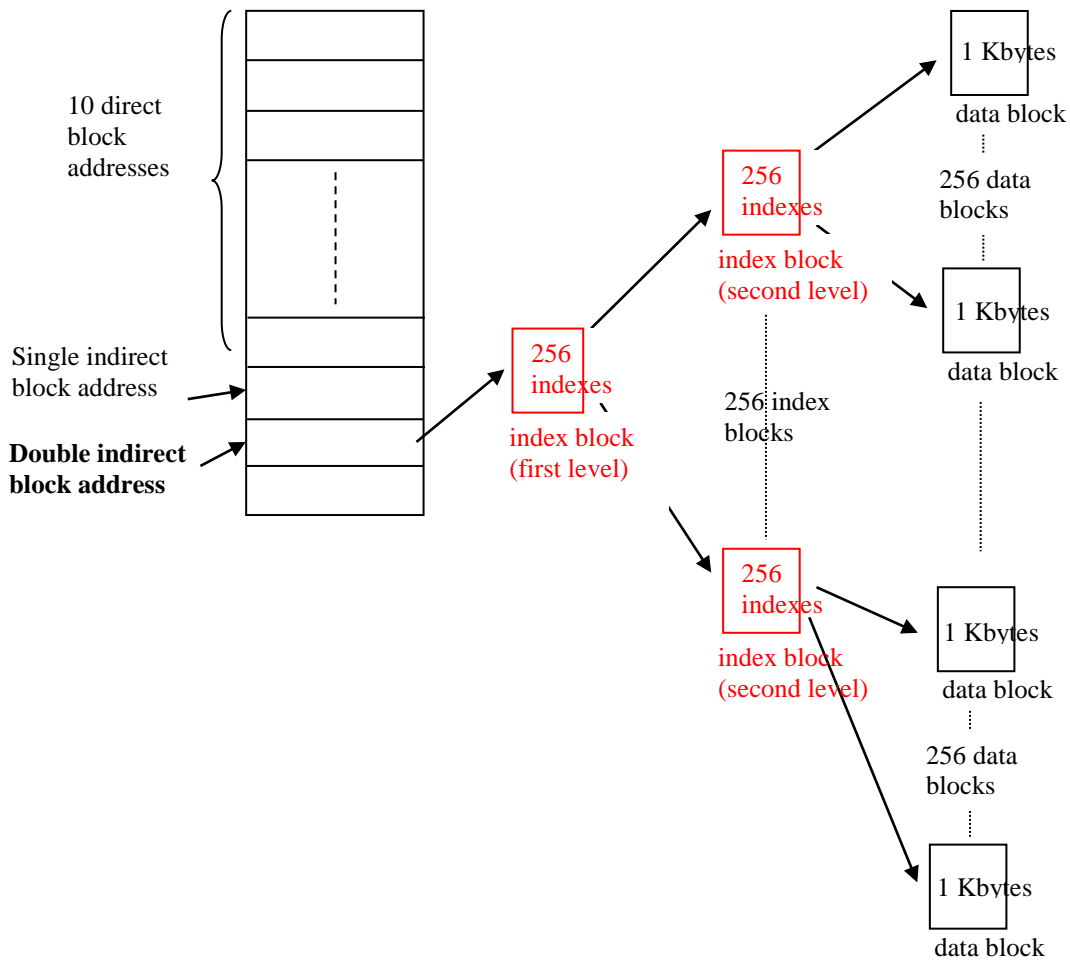 10 direct
block
addresses
Single indirect
block address
Double indirect
block address
256
indexes
index block
(first level)
256
indexes
index block
(second level)
256 index
blocks
256
indexes
index block
(second level)
1 Kbytes
data block
256 data
blocks
1 Kbytes
data block
1 Kbytes
data block
256 data
blocks
1 Kbytes
data block